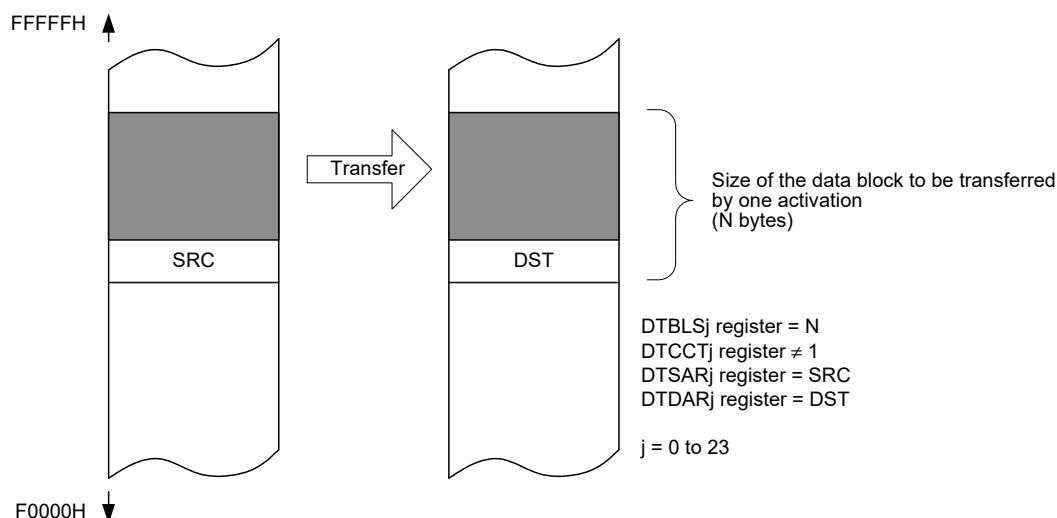 FFFFFH
Transfer
Size of the data block to be transferred
by one activation
(N bytes)
SRC
DST
DTBLSj register = N
DTCCTj register ≠ 1
DTSARj register = SRC
DTDARj register = DST
j = 0 to 23
F0000H